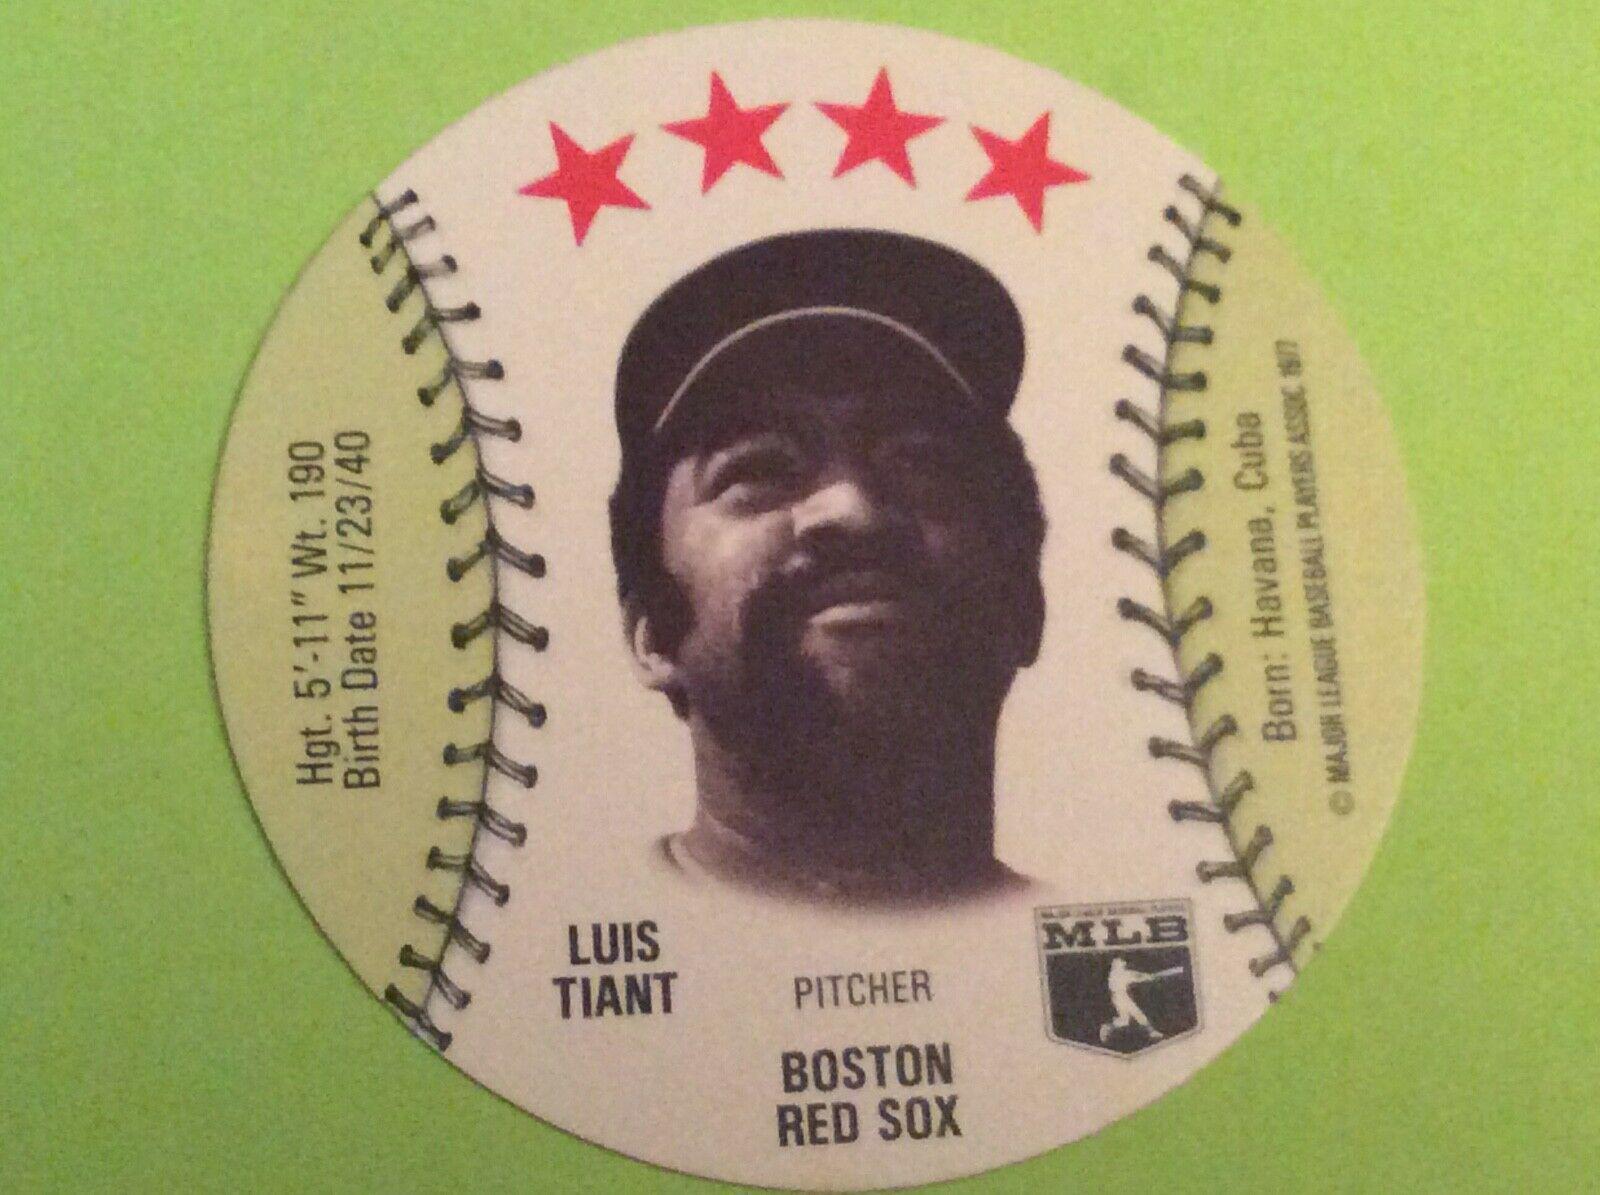 Hgt. 5'-11" Wt. 190
Birth Date 11/23/40
LUIS
TIANT
PITCHER
BOSTON
RED SOX
MLB
Born: Havana, Cuba
© MAJOR LEAGUE BASEBALL PLAYERS ASSOC 1977